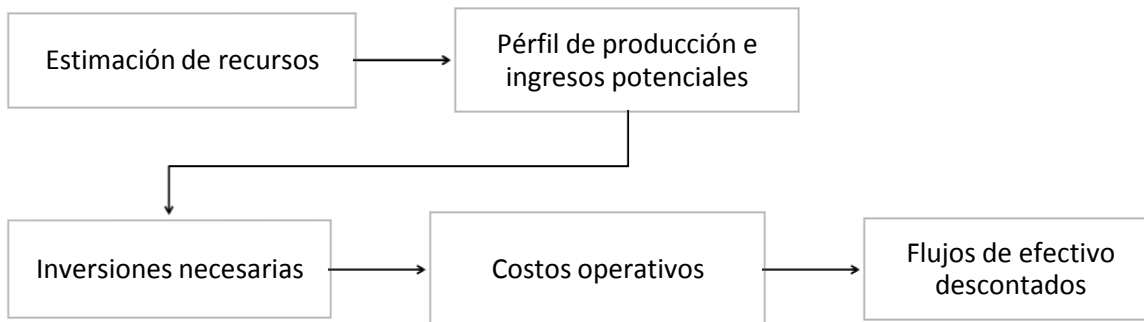 Estimación de recursos
Pérfil de producción e
ingresos potenciales
Inversiones necesarias
Costos operativos
Flujos de efectivo
descontados